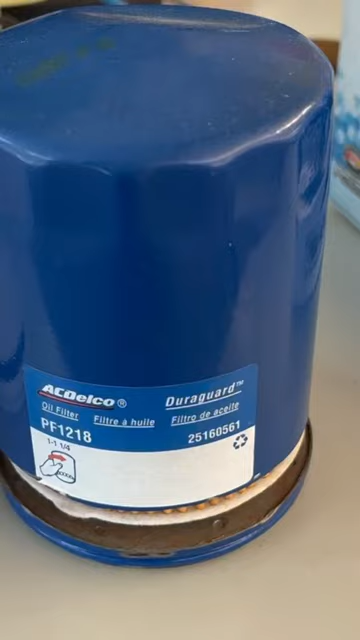 ACDelco® Duraguard™
Oil Filter Filtre à huile Filtro de aceite
PF1218 25160561
1-1 1/4